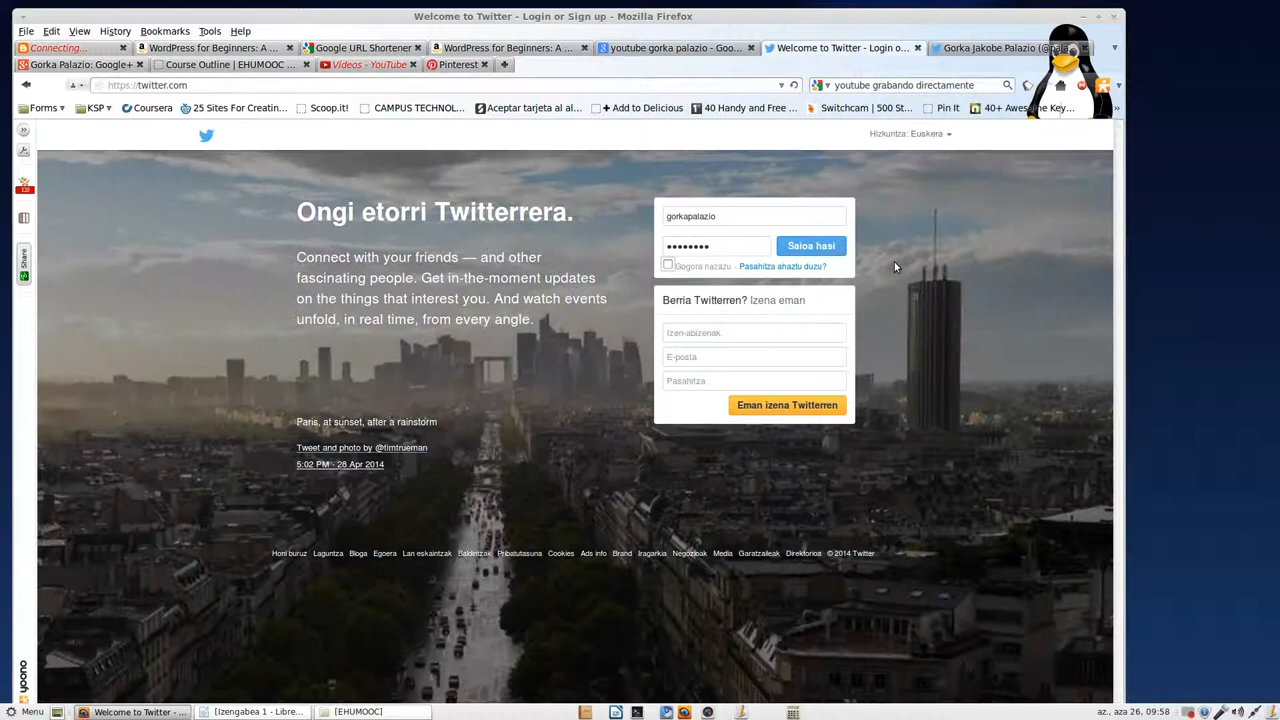 Welcome to Twitter - Login or Sign up - Mozilla Firefox
File Edit View History Bookmarks Tools Help
Connecting... WordPress for Beginners: A ... Google URL Shortener WordPress for Beginners: A ... youtube gorka palazio - Goo... Welcome to Twitter - Login o... Gorka Jakobe Palazio
Gorka Palazio: Google+ Course Outline | EHUMOOC ... Videos - YouTube Pinterest
https://twitter.com youtube grabando directamente
Forms KSP Coursera 25 Sites For Creatin... Scoop.it! CAMPUS TECHNOL... Aceptar tarjeta al al... + Add to Delicious 40 Handy and Free ... Switchcam | 500 St... Pin It 40+ Awesome Key...
Hizkuntza: Euskera
Share
Ongi etorri Twitterrera.
Connect with your friends — and other
fascinating people. Get in-the-moment updates
on the things that interest you. And watch events
unfold, in real time, from every angle.
gorkapalazio
Saioa hasi
Gogora nazazu - Pasahitza ahaztu duzu?
Berria Twitterren? Izena eman
Izen-abizenak
E-posta
Pasahitza
Eman izena Twitterren
Paris, at sunset, after a rainstorm
Tweet and photo by @timtrueman
5:02 PM - 28 Apr 2014
Honi buruz Laguntza Bloga Egoera Lan eskaintzak Baldintzak Pribatutasuna Cookies Ads info Brand Iragarkia Negozioak Media Garatzaileak Direktorioa © 2014 Twitter
yoono
Menu Welcome to Twitter - ... [Izengabea 1 - Libre... [EHUMOOC] az., aza 26, 09:58